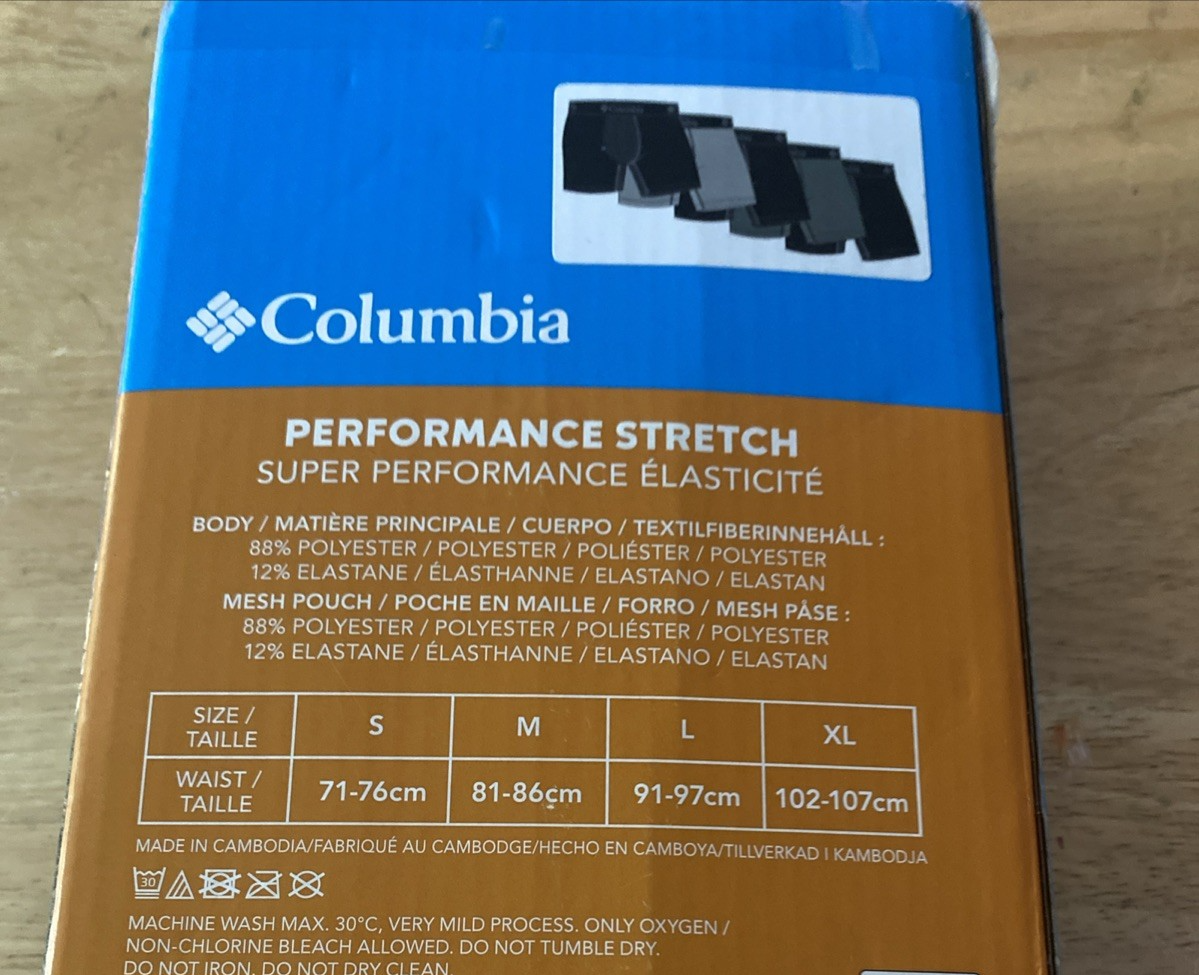 Columbia
Columbia
PERFORMANCE STRETCH
SUPER PERFORMANCE ÉLASTICITÉ
BODY / MATIÈRE PRINCIPALE / CUERPO / TEXTILFIBERINNEHÅLL :
88% POLYESTER / POLYESTER / POLIÉSTER / POLYESTER
12% ELASTANE / ÉLASTHANNE / ELASTANO / ELASTAN
MESH POUCH / POCHE EN MAILLE / FORRO / MESH PÅSE :
88% POLYESTER / POLYESTER / POLIÉSTER / POLYESTER
12% ELASTANE / ÉLASTHANNE / ELASTANO / ELASTAN
SIZE / TAILLE S M L XL
WAIST / TAILLE 71-76cm 81-86cm 91-97cm 102-107cm
MADE IN CAMBODIA/FABRIQUÉ AU CAMBODGE/HECHO EN CAMBOYA/TILLVERKAD I KAMBODJA
30
MACHINE WASH MAX. 30°C, VERY MILD PROCESS. ONLY OXYGEN /
NON-CHLORINE BLEACH ALLOWED. DO NOT TUMBLE DRY.
DO NOT IRON. DO NOT DRY CLEAN.